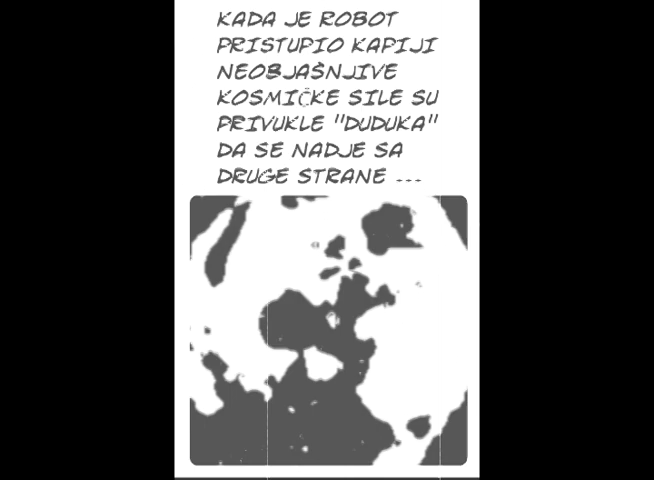 KADA JE ROBOT
PRISTUPIO KAPIJI
NEOBJAŠNJIVE
KOSMIČKE SILE SU
PRIVUKLE "DUDUKA"
DA SE NADJE SA
DRUGE STRANE ---